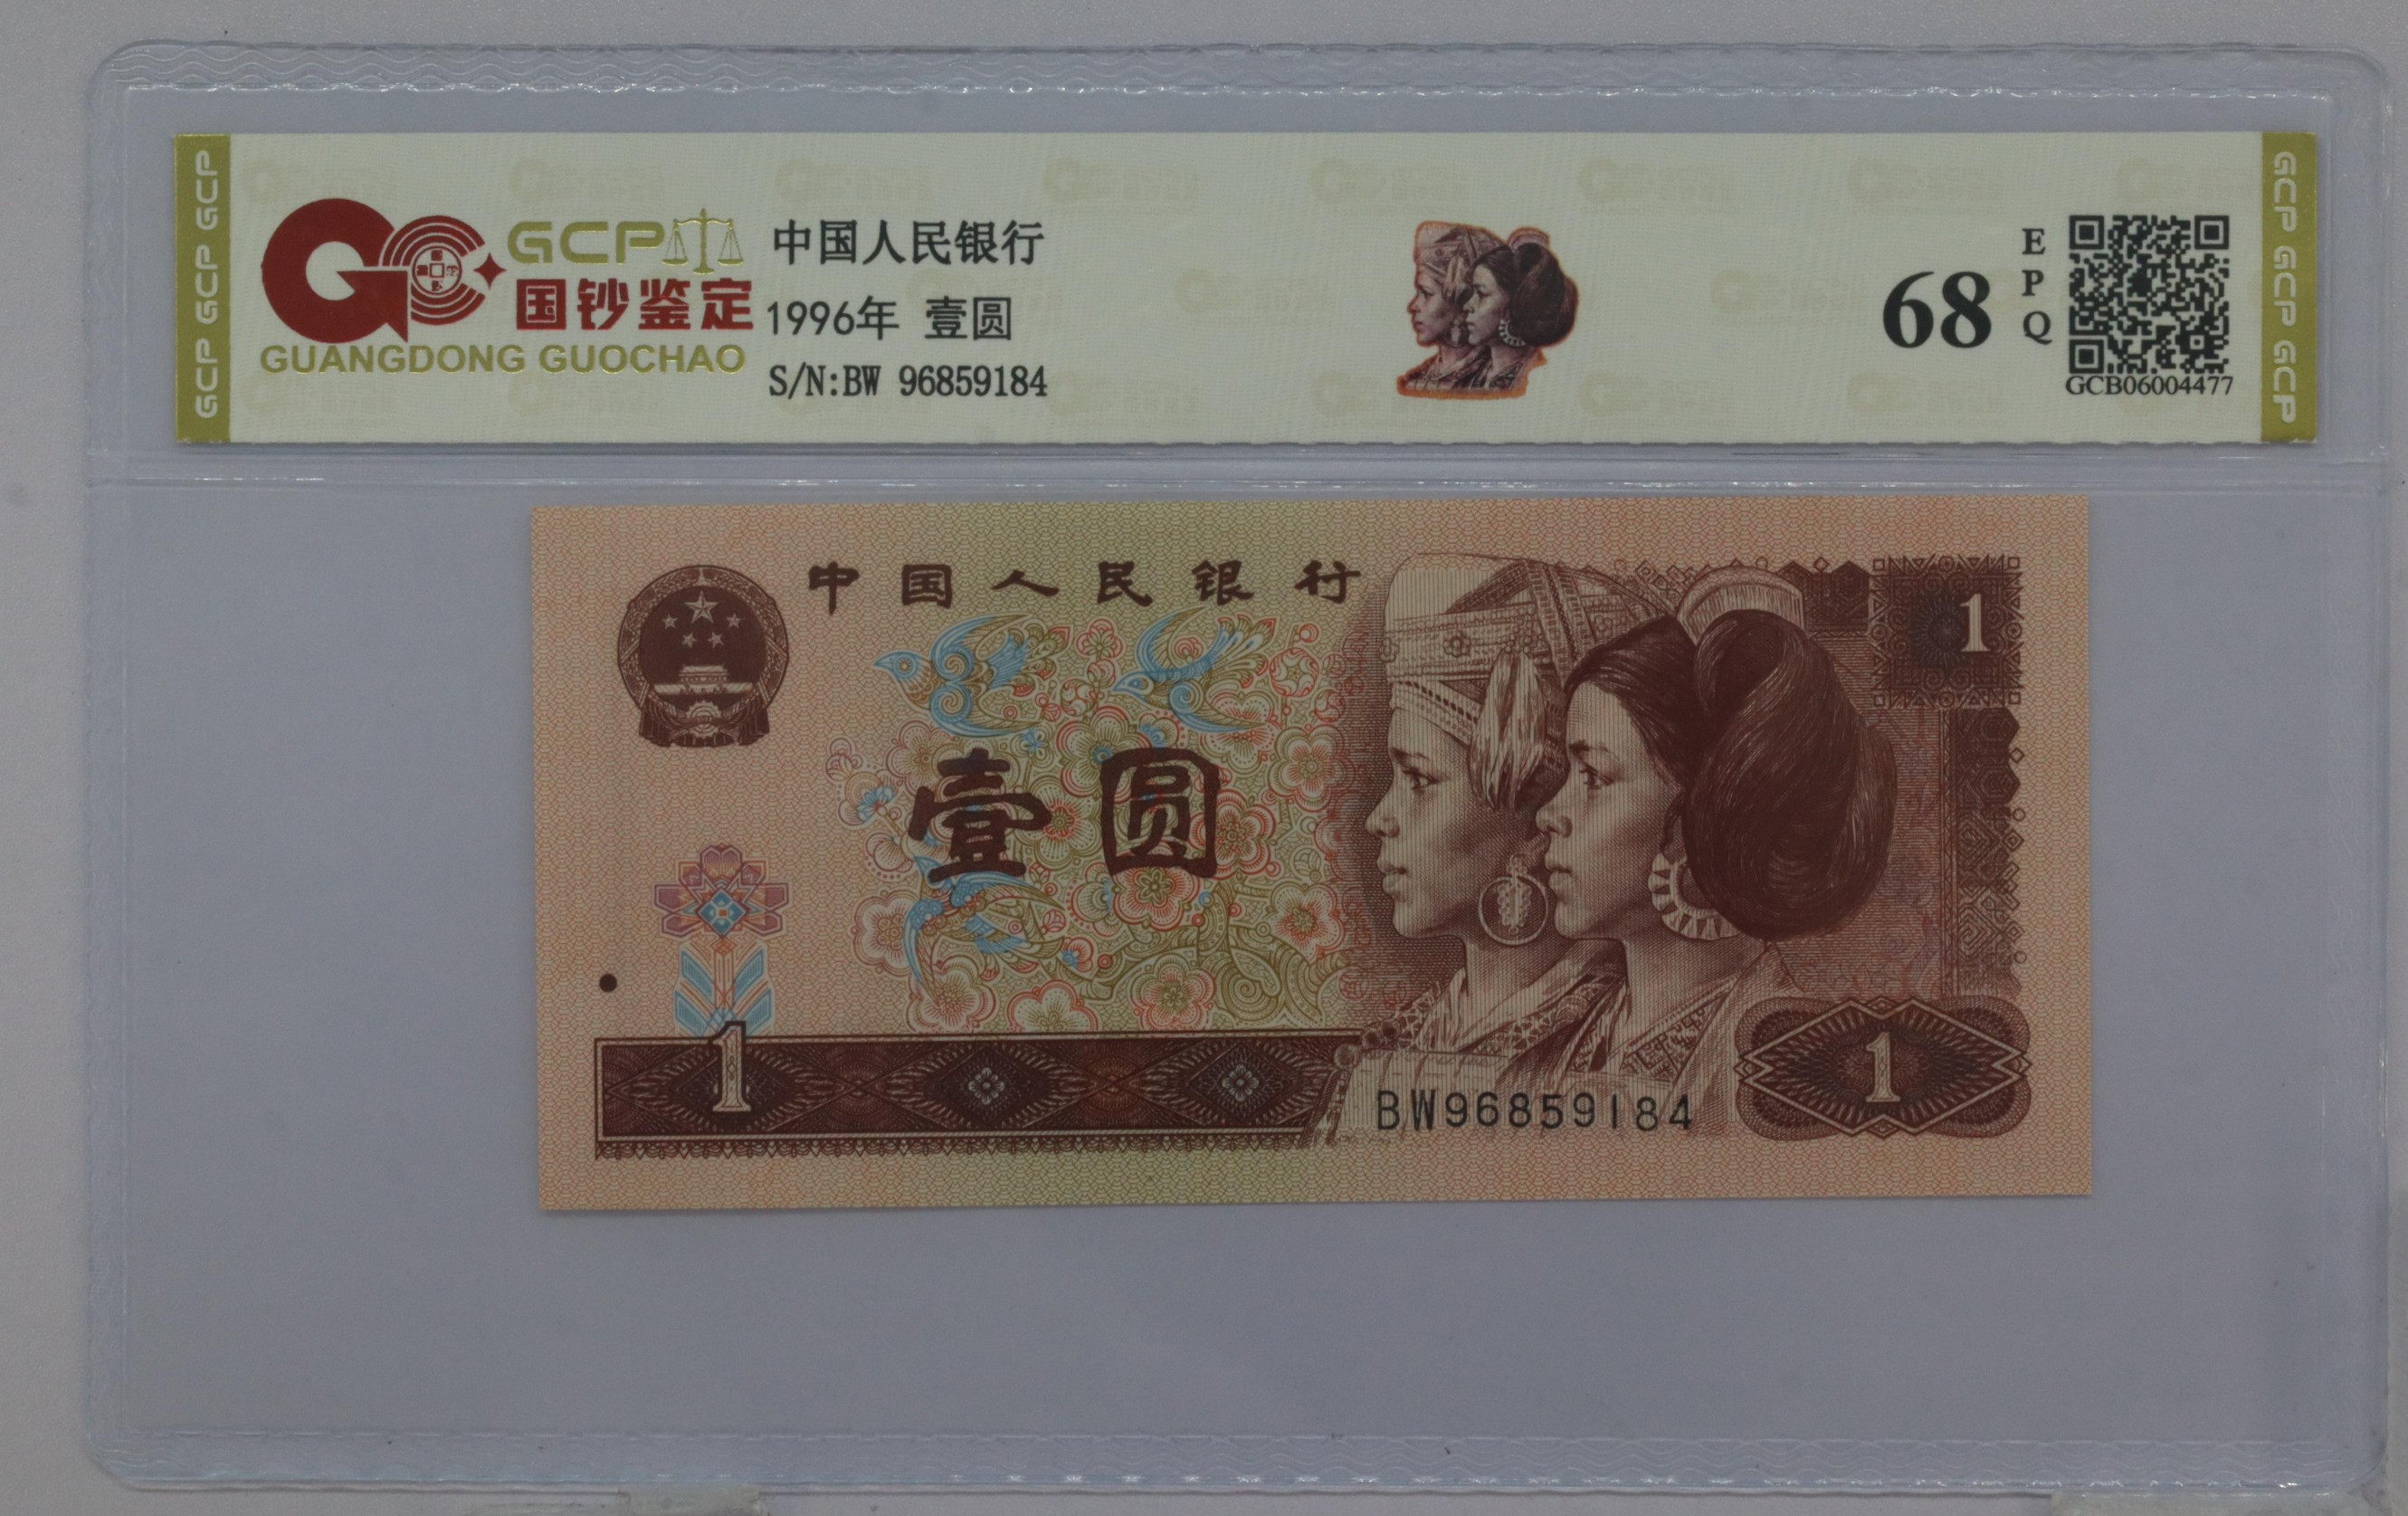 GCP GCP GCP
GCP
国钞鉴定
GUANGDONG GUOCHAO
中国人民银行
1996年 壹圆
S/N:BW 96859184
68
EPQ
GCB06004477
GCP GCP GCP GCP
中国人民银行
1
壹圆
1
1
BW96859184